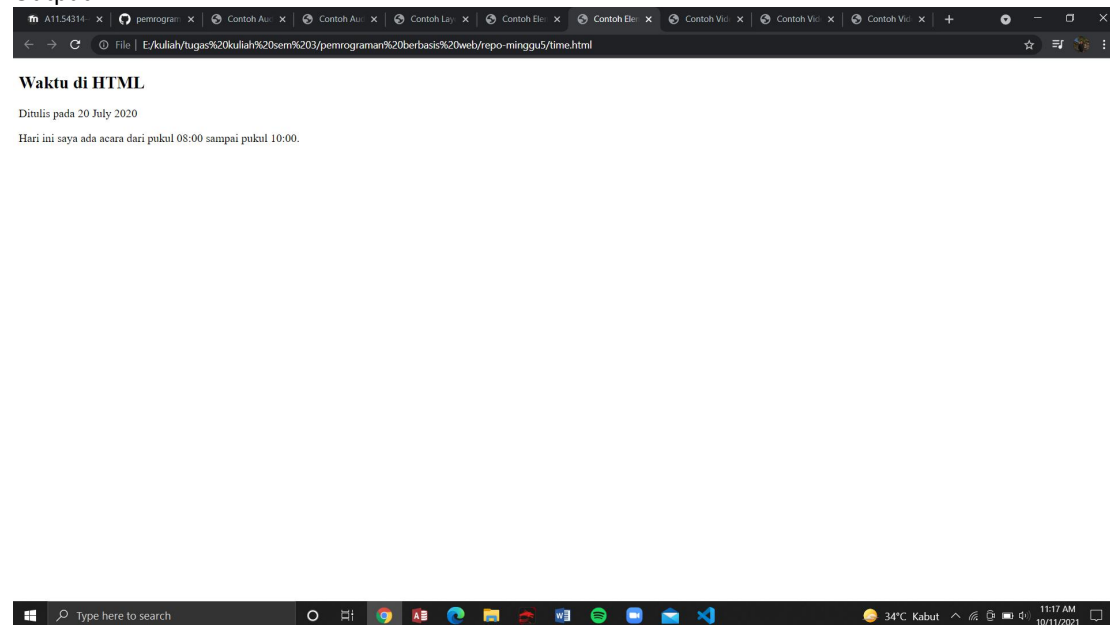 A11.54314-
pemrogram
Contoh Aud
Contoh Aud
Contoh Lay
Contoh Ele
Contoh Ele
Contoh Vid
Contoh Vid
Contoh Vid
File | E:/kuliah/tugas%20kuliah%20sem%203/pemrograman%20berbasis%20web/repo-minggu5/time.html
Waktu di HTML
Ditulis pada 20 July 2020
Hari ini saya ada acara dari pukul 08:00 sampai pukul 10:00.
Type here to search
34°C Kabut
11:17 AM
10/11/2021